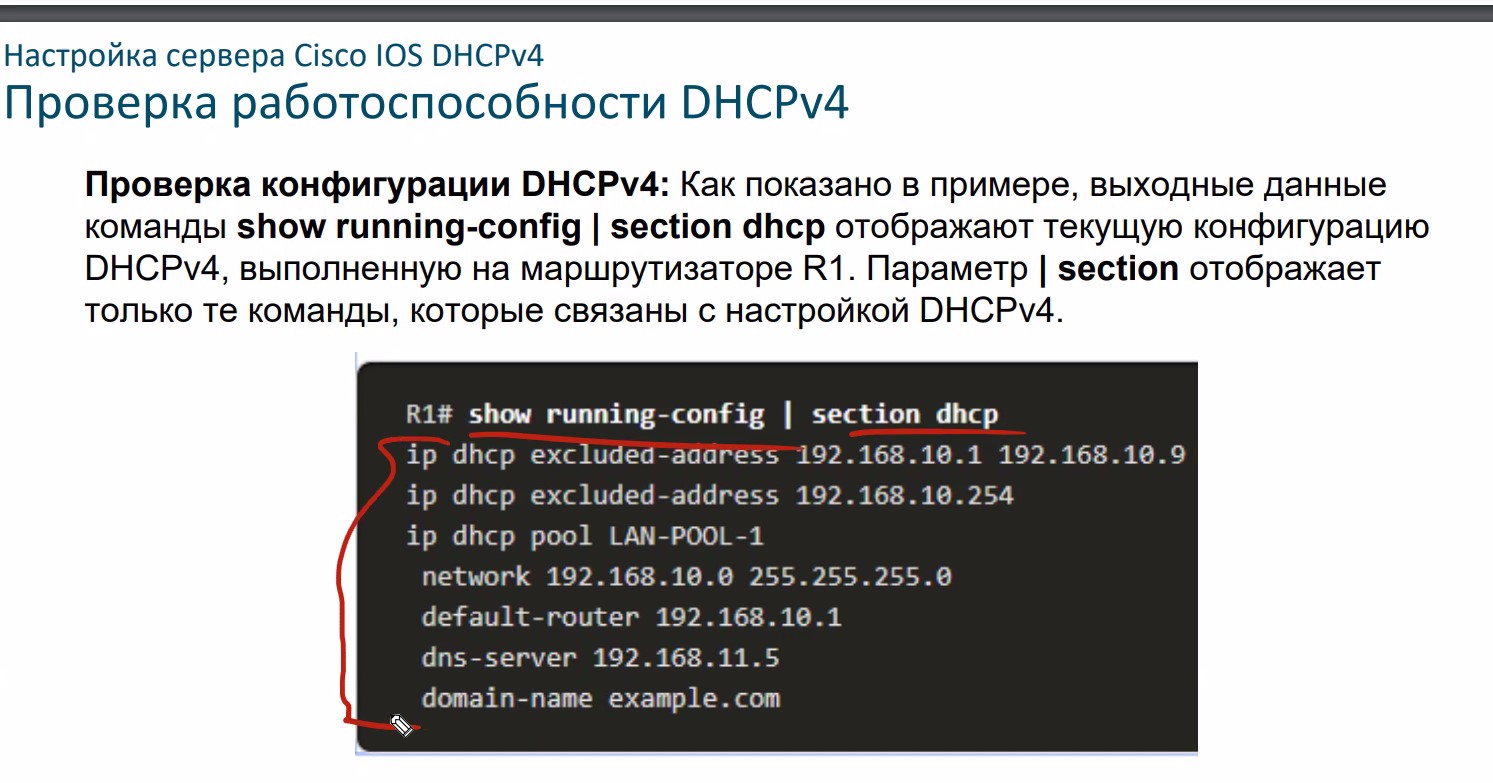 Настройка сервера Cisco IOS DHCPv4
Проверка работоспособности DHCPv4
Проверка конфигурации DHCPv4: Как показано в примере, выходные данные
команды show running-config | section dhcp отображают текущую конфигурацию
DHCPv4, выполненную на маршрутизаторе R1. Параметр | section отображает
только те команды, которые связаны с настройкой DHCPv4.
R1# show running-config | section dhcp
ip dhcp excluded-address 192.168.10.1 192.168.10.9
ip dhcp excluded-address 192.168.10.254
ip dhcp pool LAN-POOL-1
network 192.168.10.0 255.255.255.0
default-router 192.168.10.1
dns-server 192.168.11.5
domain-name example.com